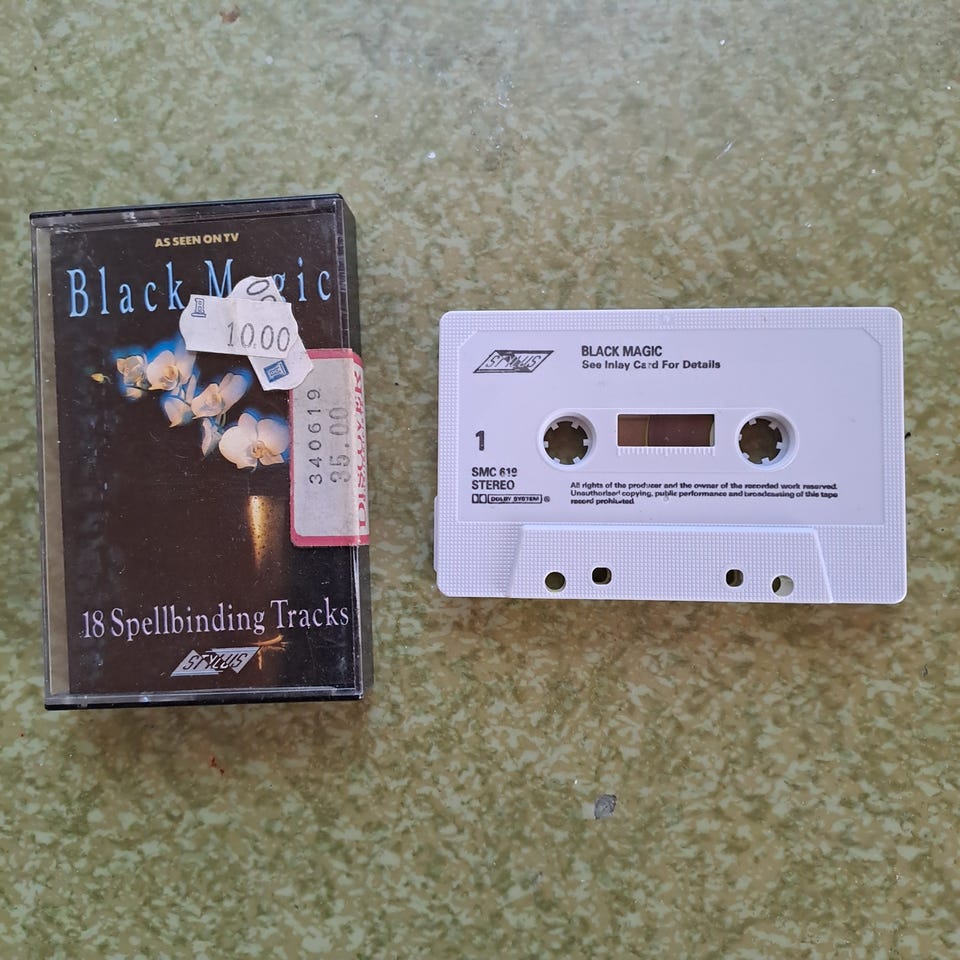 AS SEEN ON TV
Black Magic
00
10.00
340619
35.00
DISCOVER
18 Spellbinding Tracks
STYLUS
STYLUS
BLACK MAGIC
See Inlay Card For Details
1
SMC 619
STEREO
DOLBY SYSTEM ®
All rights of the producer and the owner of the recorded work reserved.
Unauthorised copying, public performance and broadcasting of this tape
record prohibited